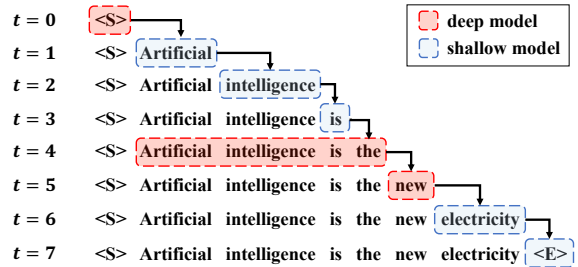 t = 0 <S>
t = 1 <S> Artificial
t = 2 <S> Artificial intelligence
t = 3 <S> Artificial intelligence is
t = 4 <S> Artificial intelligence is the
t = 5 <S> Artificial intelligence is the new
t = 6 <S> Artificial intelligence is the new electricity
t = 7 <S> Artificial intelligence is the new electricity <E>
deep model
shallow model